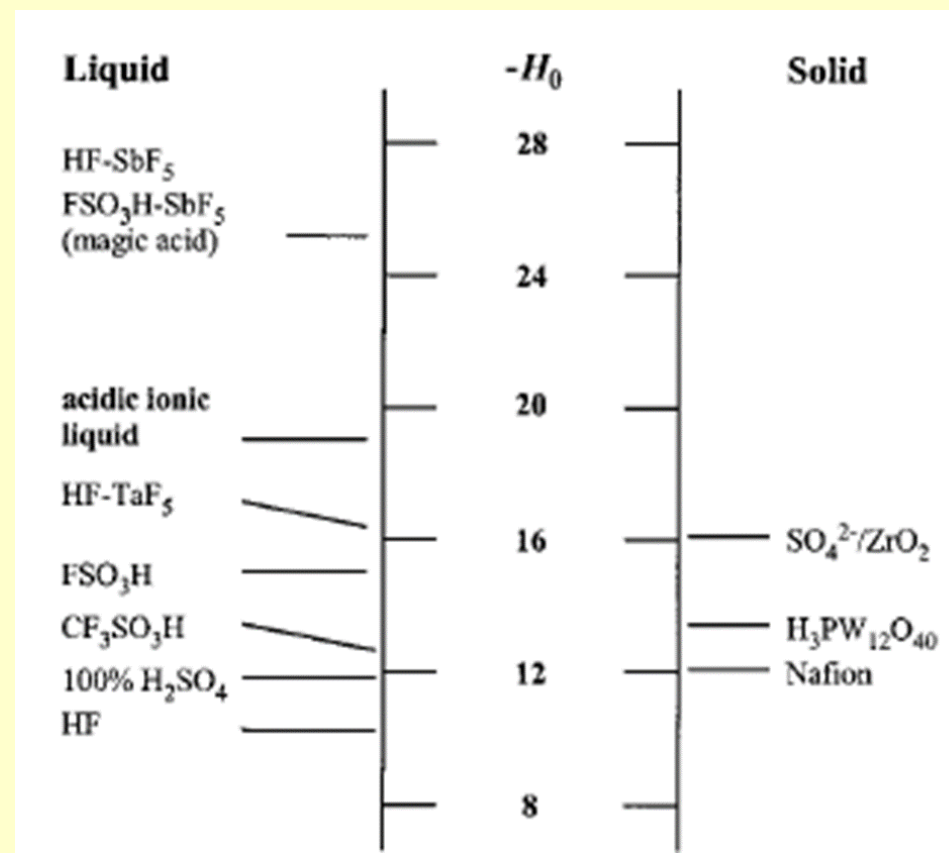 Liquid
-H₀
Solid
28
HF-SbF₅
FSO₃H-SbF₅
(magic acid)
24
acidic ionic
liquid
20
HF-TaF₅
16
SO₄²⁻/ZrO₂
FSO₃H
CF₃SO₃H
H₃PW₁₂O₄₀
100% H₂SO₄
12
Nafion
HF
8